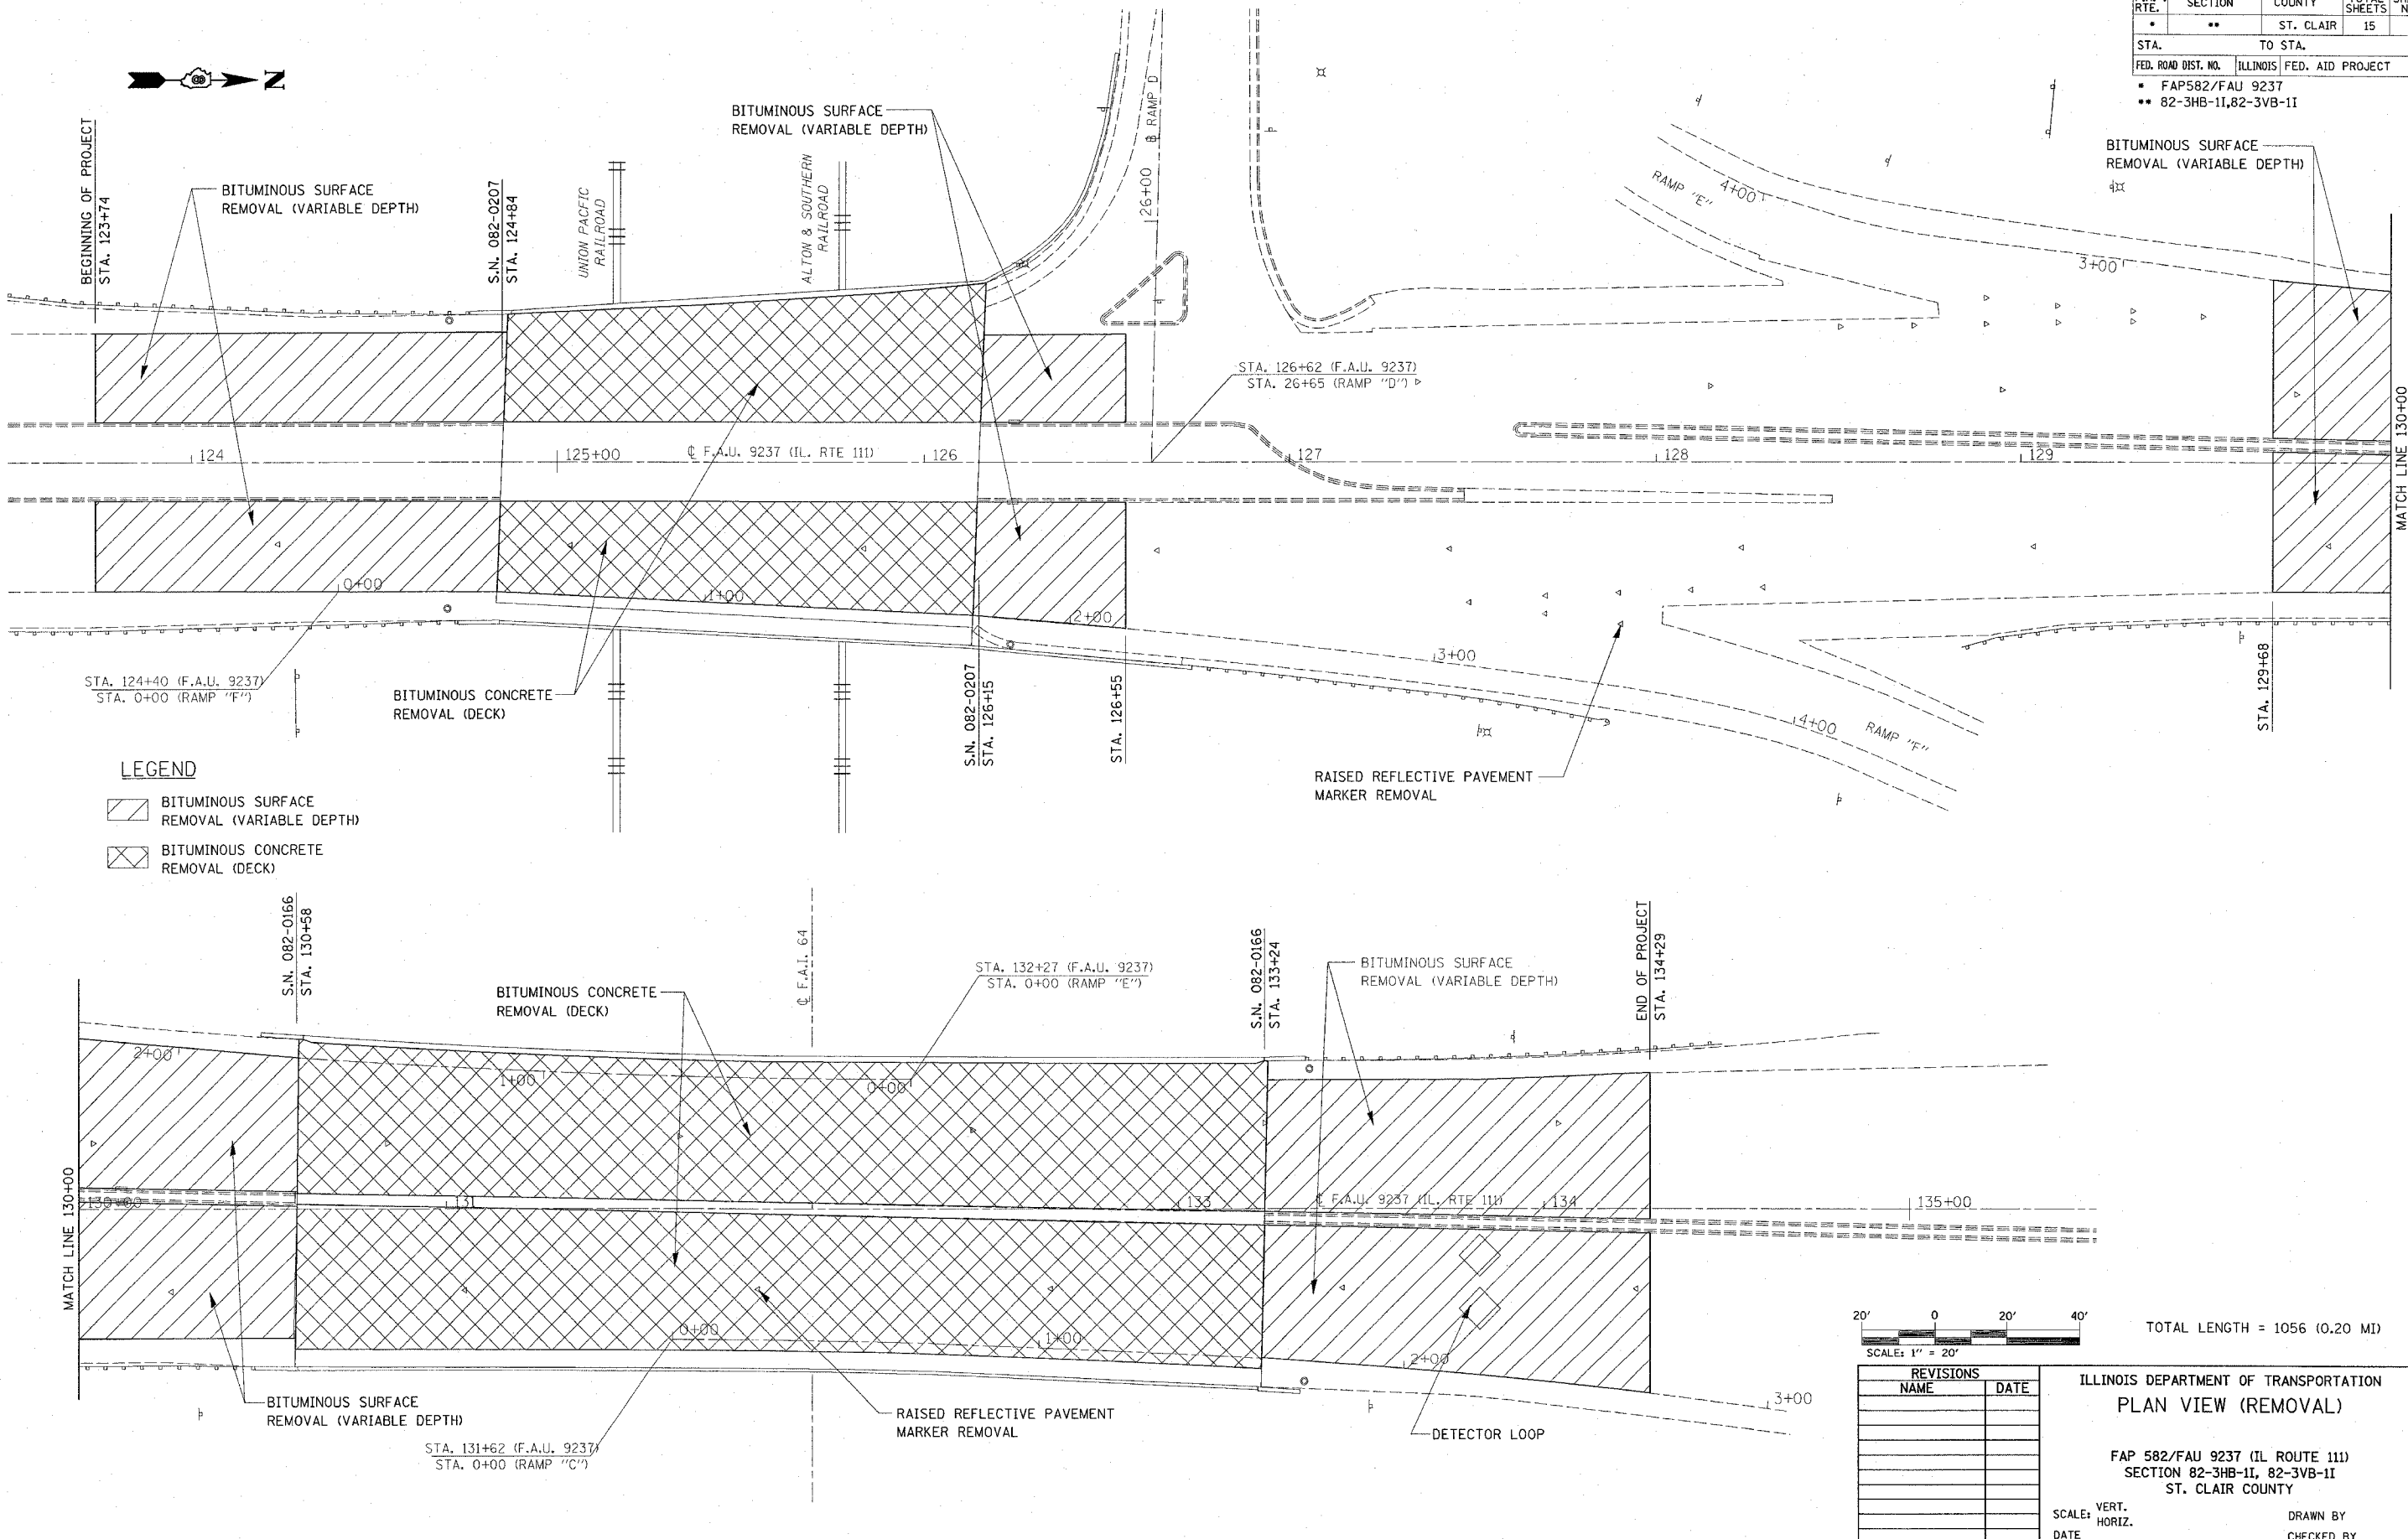 RTE.
SECTION
COUNTY
TOTAL
SHEETS
*
**
ST. CLAIR
15
STA.
TO STA.
FED. ROAD DIST. NO.
ILLINOIS
FED. AID PROJECT
* FAP582/FAU 9237
** 82-3HB-1I,82-3VB-1I
N
BEGINNING OF PROJECT
STA. 123+74
BITUMINOUS SURFACE
REMOVAL (VARIABLE DEPTH)
S.N. 082-0207
STA. 124+84
UNION PACFIC
RAILROAD
BITUMINOUS SURFACE
REMOVAL (VARIABLE DEPTH)
ALTON & SOUTHERN
RAILROAD
126+00
℄ RAMP D
RAMP "E"
4+00
3+00
BITUMINOUS SURFACE
REMOVAL (VARIABLE DEPTH)
STA. 126+62 (F.A.U. 9237)
STA. 26+65 (RAMP "D")
124
125+00
℄ F.A.U. 9237 (IL. RTE 111)
126
127
128
129
MATCH LINE 130+00
0+00
1+00
2+00
3+00
4+00
RAMP "F"
STA. 124+40 (F.A.U. 9237)
STA. 0+00 (RAMP "F")
BITUMINOUS CONCRETE
REMOVAL (DECK)
S.N. 082-0207
STA. 126+15
STA. 126+55
RAISED REFLECTIVE PAVEMENT
MARKER REMOVAL
STA. 129+68
LEGEND
BITUMINOUS SURFACE
REMOVAL (VARIABLE DEPTH)
BITUMINOUS CONCRETE
REMOVAL (DECK)
S.N. 082-0166
STA. 130+58
BITUMINOUS CONCRETE
REMOVAL (DECK)
℄ F.A.I. 64
STA. 132+27 (F.A.U. 9237)
STA. 0+00 (RAMP "E")
S.N. 082-0166
STA. 133+24
BITUMINOUS SURFACE
REMOVAL (VARIABLE DEPTH)
END OF PROJECT
STA. 134+29
2+00
1+00
0+00
MATCH LINE 130+00
130+00
131
133
℄ F.A.U. 9237 (IL. RTE 111)
134
135+00
0+00
1+00
2+00
3+00
BITUMINOUS SURFACE
REMOVAL (VARIABLE DEPTH)
STA. 131+62 (F.A.U. 9237)
STA. 0+00 (RAMP "C")
RAISED REFLECTIVE PAVEMENT
MARKER REMOVAL
DETECTOR LOOP
20' 0 20' 40'
SCALE: 1" = 20'
TOTAL LENGTH = 1056 (0.20 MI)
REVISIONS
NAME
DATE
ILLINOIS DEPARTMENT OF TRANSPORTATION
PLAN VIEW (REMOVAL)
FAP 582/FAU 9237 (IL ROUTE 111)
SECTION 82-3HB-1I, 82-3VB-1I
ST. CLAIR COUNTY
SCALE: VERT.
HORIZ.
DATE
DRAWN BY
CHECKED BY